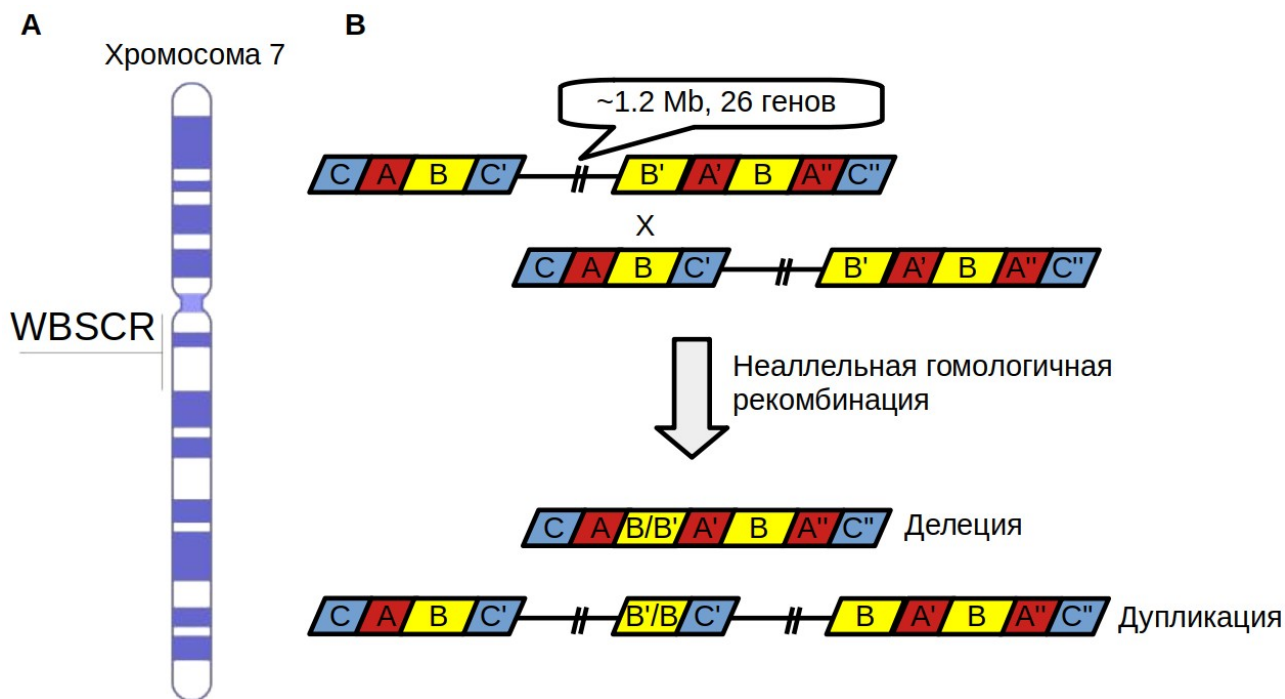 A
B
Хромосома 7
~1.2 Mb, 26 генов
C A B C' B' A' B A'' C''
X
C A B C' B' A' B A'' C''
WBSCR
Неаллельная гомологичная
рекомбинация
C A B/B' A' B A'' C'' Делеция
C A B C' B'/B C' B A' B A'' C'' Дупликация